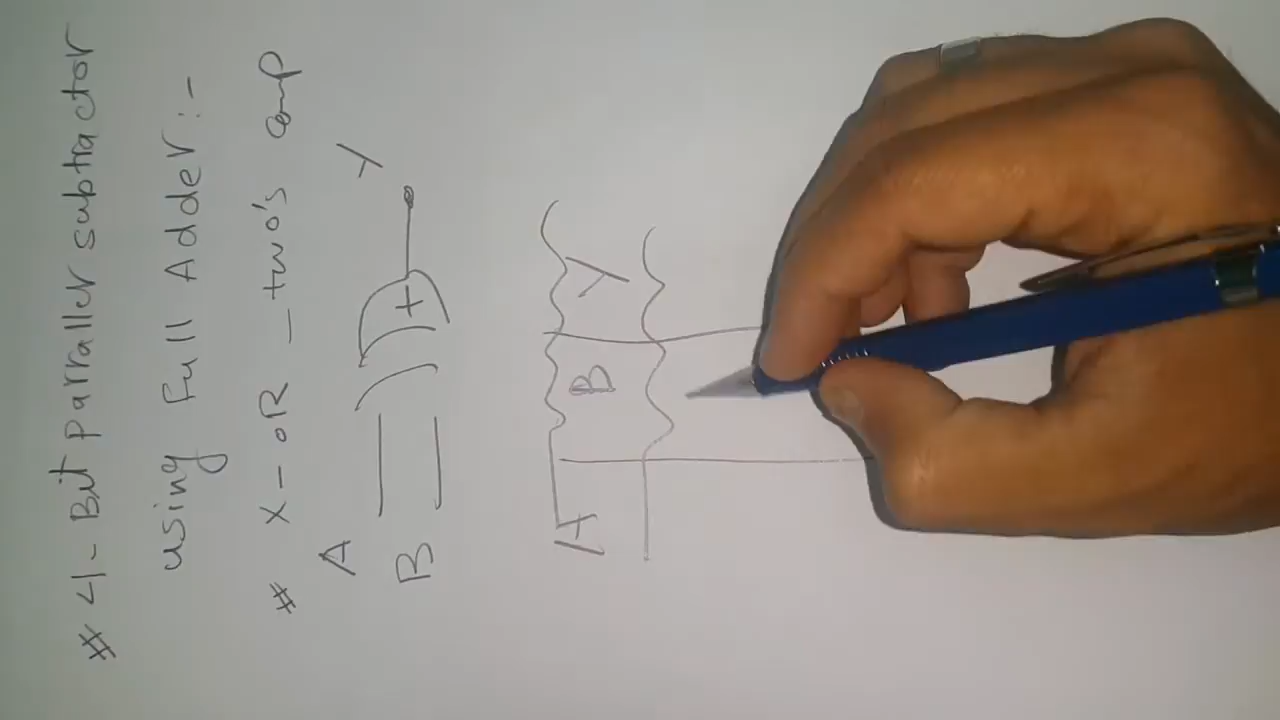 # 4-Bit parraller subtractor
using Full Adder:-
# X-OR - two's comp
A
B
+
Y
A B Y